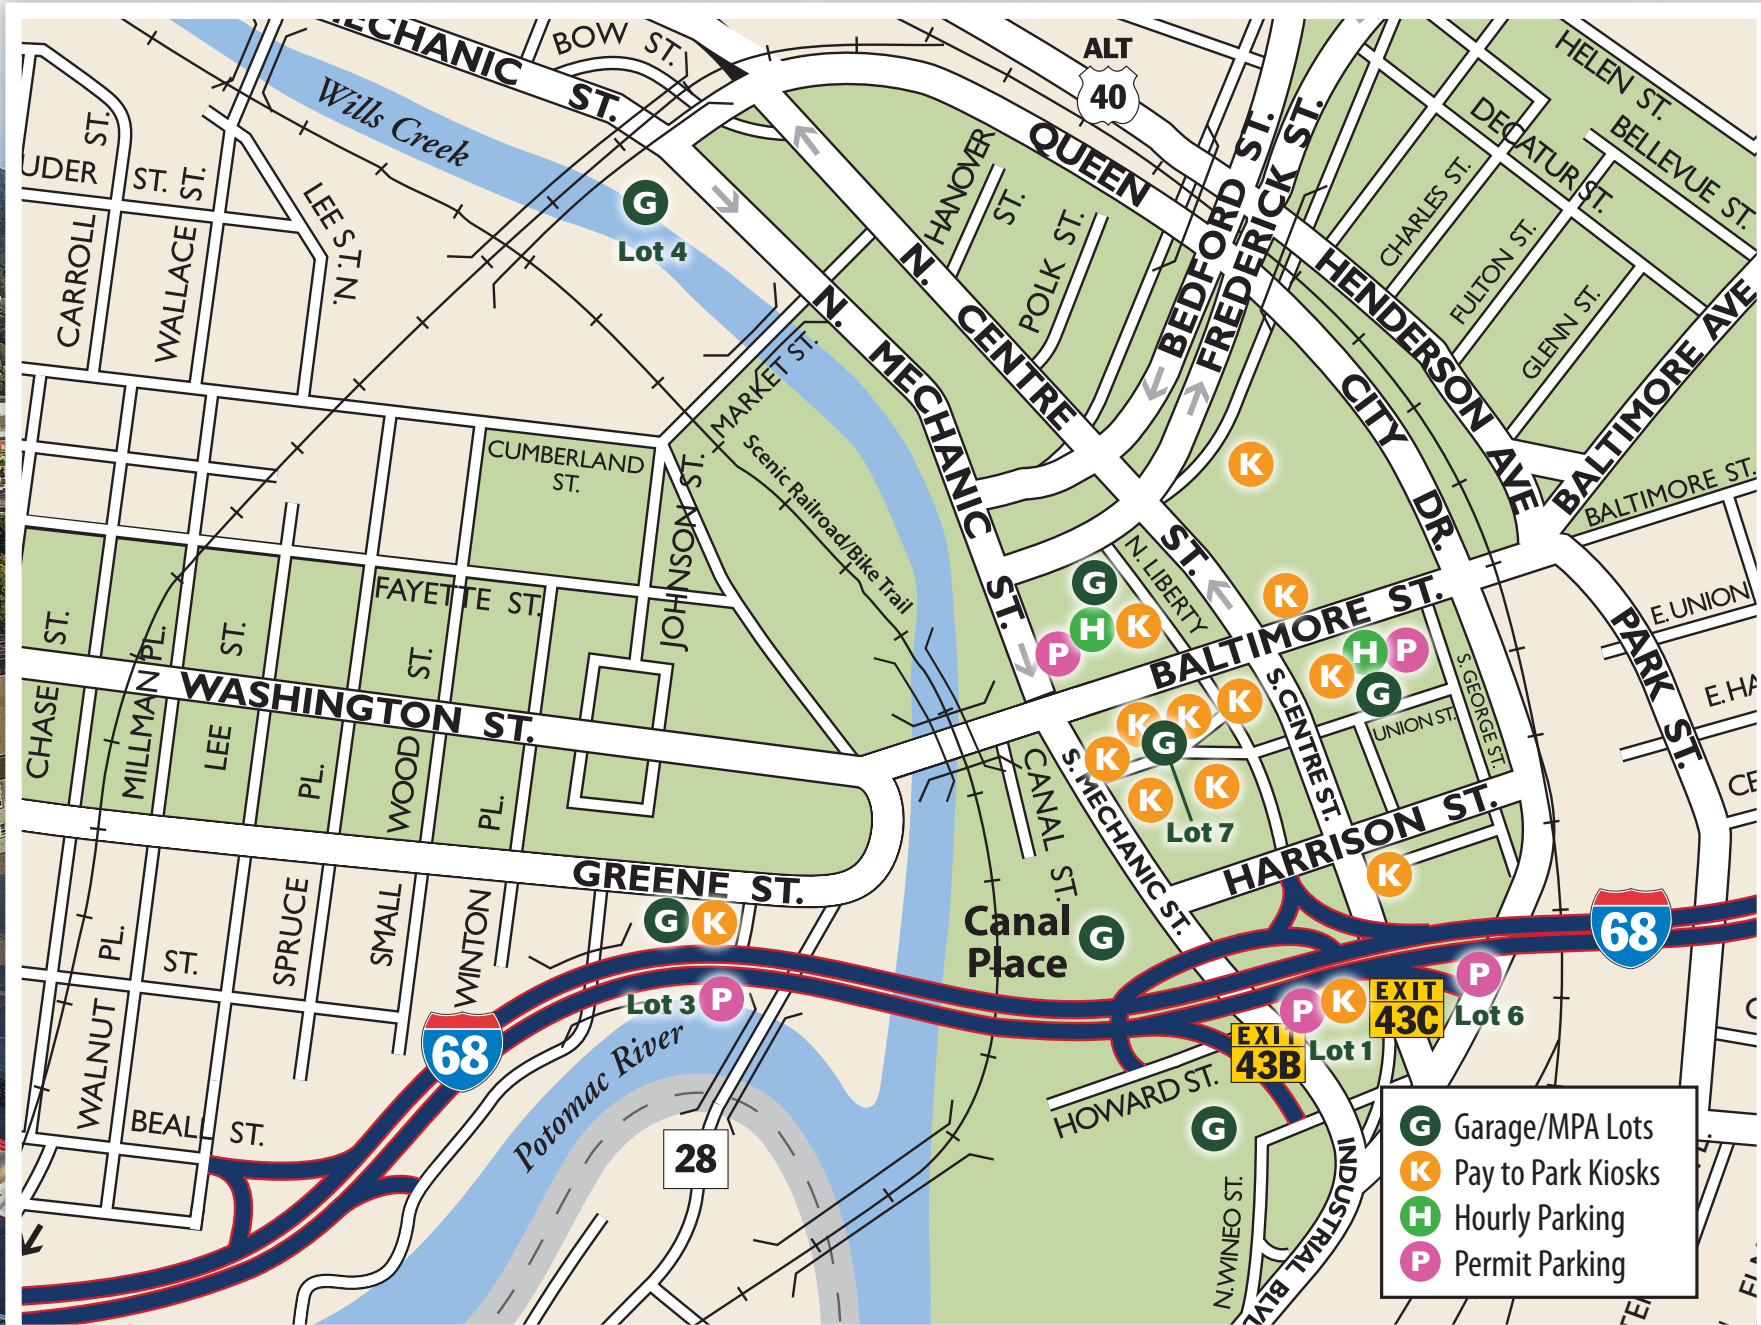 MECHANIC ST.
BOW ST.
ALT
40
HELEN ST.
DECATUR ST.
BELLEVUE ST.
Wills Creek
ST.
UDER ST.
WALLACE ST.
CARROLL
LEE ST. N.
G
Lot 4
HANOVER ST.
POLK ST.
QUEEN CITY DR.
BEDFORD ST.
FREDERICK ST.
CHARLES ST.
FULTON ST.
GLENN ST.
HENDERSON AVE
BALTIMORE AVE
BALTIMORE ST.
N. CENTRE ST.
N. MECHANIC ST.
MARKET ST.
CUMBERLAND
ST.
Scenic Railroad/Bike Trail
JOHNSON ST.
FAYETTE ST.
K
N. LIBERTY
G
H
K
P
K
BALTIMORE ST.
H
P
K
G
E. UNION
PARK ST.
E. HA
CE
S. GEORGE ST.
UNION ST.
S. CENTRE ST.
CHASE ST.
MILLMAN PL.
LEE ST.
PL.
WOOD ST.
PL.
WASHINGTON ST.
K
K
K
G
K
K
K
Lot 7
S. MECHANIC ST.
CANAL ST.
HARRISON ST.
K
GREENE ST.
G
K
Canal
Place
G
68
PL.
ST.
SPRUCE
SMALL
WINTON
WALNUT
BEALL ST.
68
Lot 3
P
Potomac River
28
P
K
Lot 1
EXIT
43C
P
Lot 6
EXIT
43B
HOWARD ST.
G
N. WINEO ST.
INDUSTRIAL BLV
G Garage/MPA Lots
K Pay to Park Kiosks
H Hourly Parking
P Permit Parking